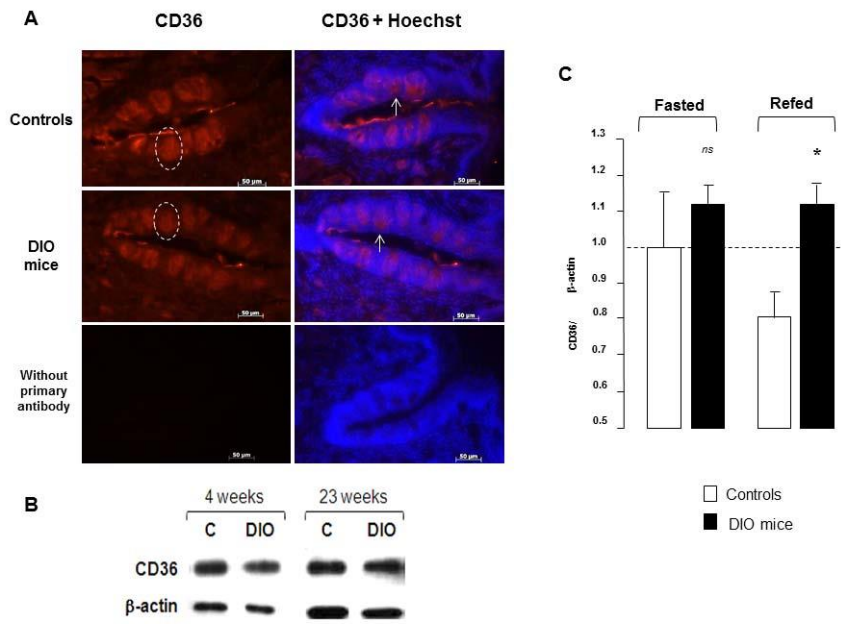 A
CD36
CD36 + Hoechst
Controls
50 µm
50 µm
DIO
mice
50 µm
50 µm
Without
primary
antibody
50 µm
50 µm
B
4 weeks
23 weeks
C
DIO
C
DIO
CD36
β-actin
C
Fasted
Refed
1.3
1.2
1.1
1.0
0.9
0.8
0.7
0.6
0.5
CD36/
β-actin
ns
*
Controls
DIO mice